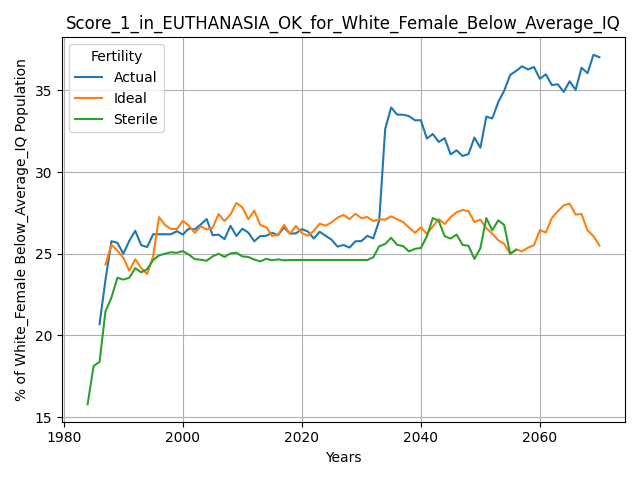 Score_1_in_EUTHANASIA_OK_for_White_Female_Below_Average_IQ
Fertility
Actual
Ideal
Sterile
% of White_Female Below_Average_IQ Population
35
30
25
20
15
1980
2000
2020
2040
2060
Years